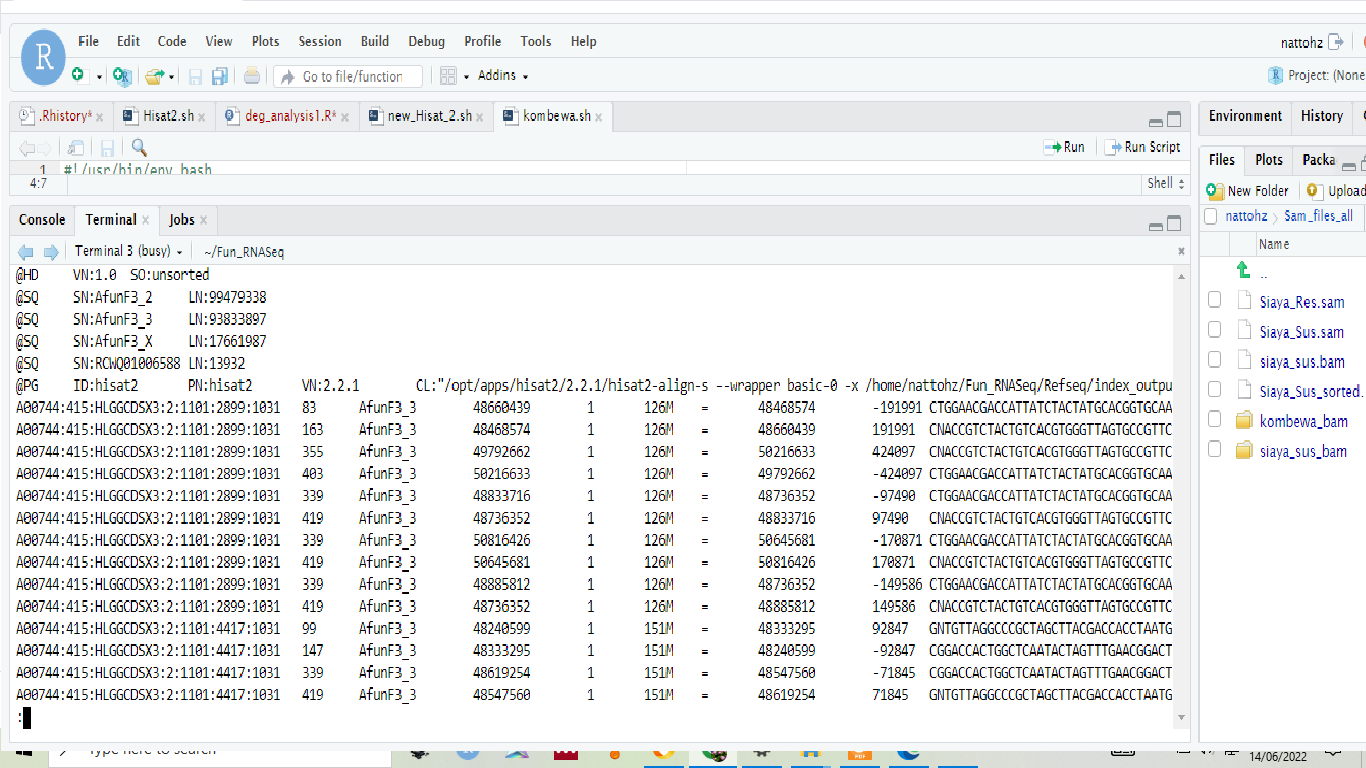 File Edit Code View Plots Session Build Debug Profile Tools Help
nattohz
Go to file/function
Addins
Project: (None
.Rhistory* Hisat2.sh deg_analysis1.R* new_Hisat_2.sh kombewa.sh
Run Run Script
1 #!/usr/bin/env bash
4:7 Shell
Console Terminal Jobs
Terminal 3 (busy) ~/Fun_RNASeq
@HD VN:1.0 SO:unsorted
@SQ SN:AfunF3_2 LN:99479338
@SQ SN:AfunF3_3 LN:93833897
@SQ SN:AfunF3_X LN:17661987
@SQ SN:RCWQ01006588 LN:13932
@PG ID:hisat2 PN:hisat2 VN:2.2.1 CL:"/opt/apps/hisat2/2.2.1/hisat2-align-s --wrapper basic-0 -x /home/nattohz/Fun_RNASeq/Refseq/index_outpu
A00744:415:HLGGCDSX3:2:1101:2899:1031 83 AfunF3_3 48660439 1 126M = 48468574 -191991 CTGGAACGACCATTATCTACTATGCACGGTGCAA
A00744:415:HLGGCDSX3:2:1101:2899:1031 163 AfunF3_3 48468574 1 126M = 48660439 191991 CNACCGTCTACTGTCACGTGGGTTAGTGCCGTTC
A00744:415:HLGGCDSX3:2:1101:2899:1031 355 AfunF3_3 49792662 1 126M = 50216633 424097 CNACCGTCTACTGTCACGTGGGTTAGTGCCGTTC
A00744:415:HLGGCDSX3:2:1101:2899:1031 403 AfunF3_3 50216633 1 126M = 49792662 -424097 CTGGAACGACCATTATCTACTATGCACGGTGCAA
A00744:415:HLGGCDSX3:2:1101:2899:1031 339 AfunF3_3 48833716 1 126M = 48736352 -97490 CTGGAACGACCATTATCTACTATGCACGGTGCAA
A00744:415:HLGGCDSX3:2:1101:2899:1031 419 AfunF3_3 48736352 1 126M = 48833716 97490 CNACCGTCTACTGTCACGTGGGTTAGTGCCGTTC
A00744:415:HLGGCDSX3:2:1101:2899:1031 339 AfunF3_3 50816426 1 126M = 50645681 -170871 CTGGAACGACCATTATCTACTATGCACGGTGCAA
A00744:415:HLGGCDSX3:2:1101:2899:1031 419 AfunF3_3 50645681 1 126M = 50816426 170871 CNACCGTCTACTGTCACGTGGGTTAGTGCCGTTC
A00744:415:HLGGCDSX3:2:1101:2899:1031 339 AfunF3_3 48885812 1 126M = 48736352 -149586 CTGGAACGACCATTATCTACTATGCACGGTGCAA
A00744:415:HLGGCDSX3:2:1101:2899:1031 419 AfunF3_3 48736352 1 126M = 48885812 149586 CNACCGTCTACTGTCACGTGGGTTAGTGCCGTTC
A00744:415:HLGGCDSX3:2:1101:4417:1031 99 AfunF3_3 48240599 1 151M = 48333295 92847 GNTGTTAGGCCCGCTAGCTTACGACCACCTAATG
A00744:415:HLGGCDSX3:2:1101:4417:1031 147 AfunF3_3 48333295 1 151M = 48240599 -92847 CGGACCACTGGCTCAATACTAGTTTGAACGGACT
A00744:415:HLGGCDSX3:2:1101:4417:1031 339 AfunF3_3 48619254 1 151M = 48547560 -71845 CGGACCACTGGCTCAATACTAGTTTGAACGGACT
A00744:415:HLGGCDSX3:2:1101:4417:1031 419 AfunF3_3 48547560 1 151M = 48619254 71845 GNTGTTAGGCCCGCTAGCTTACGACCACCTAATG
:
Environment History
Files Plots Packa
New Folder Upload
nattohz Sam_files_all
Name
..
Siaya_Res.sam
Siaya_Sus.sam
siaya_sus.bam
Siaya_Sus_sorted.
kombewa_bam
siaya_sus_bam
Type here to search
14/06/2022